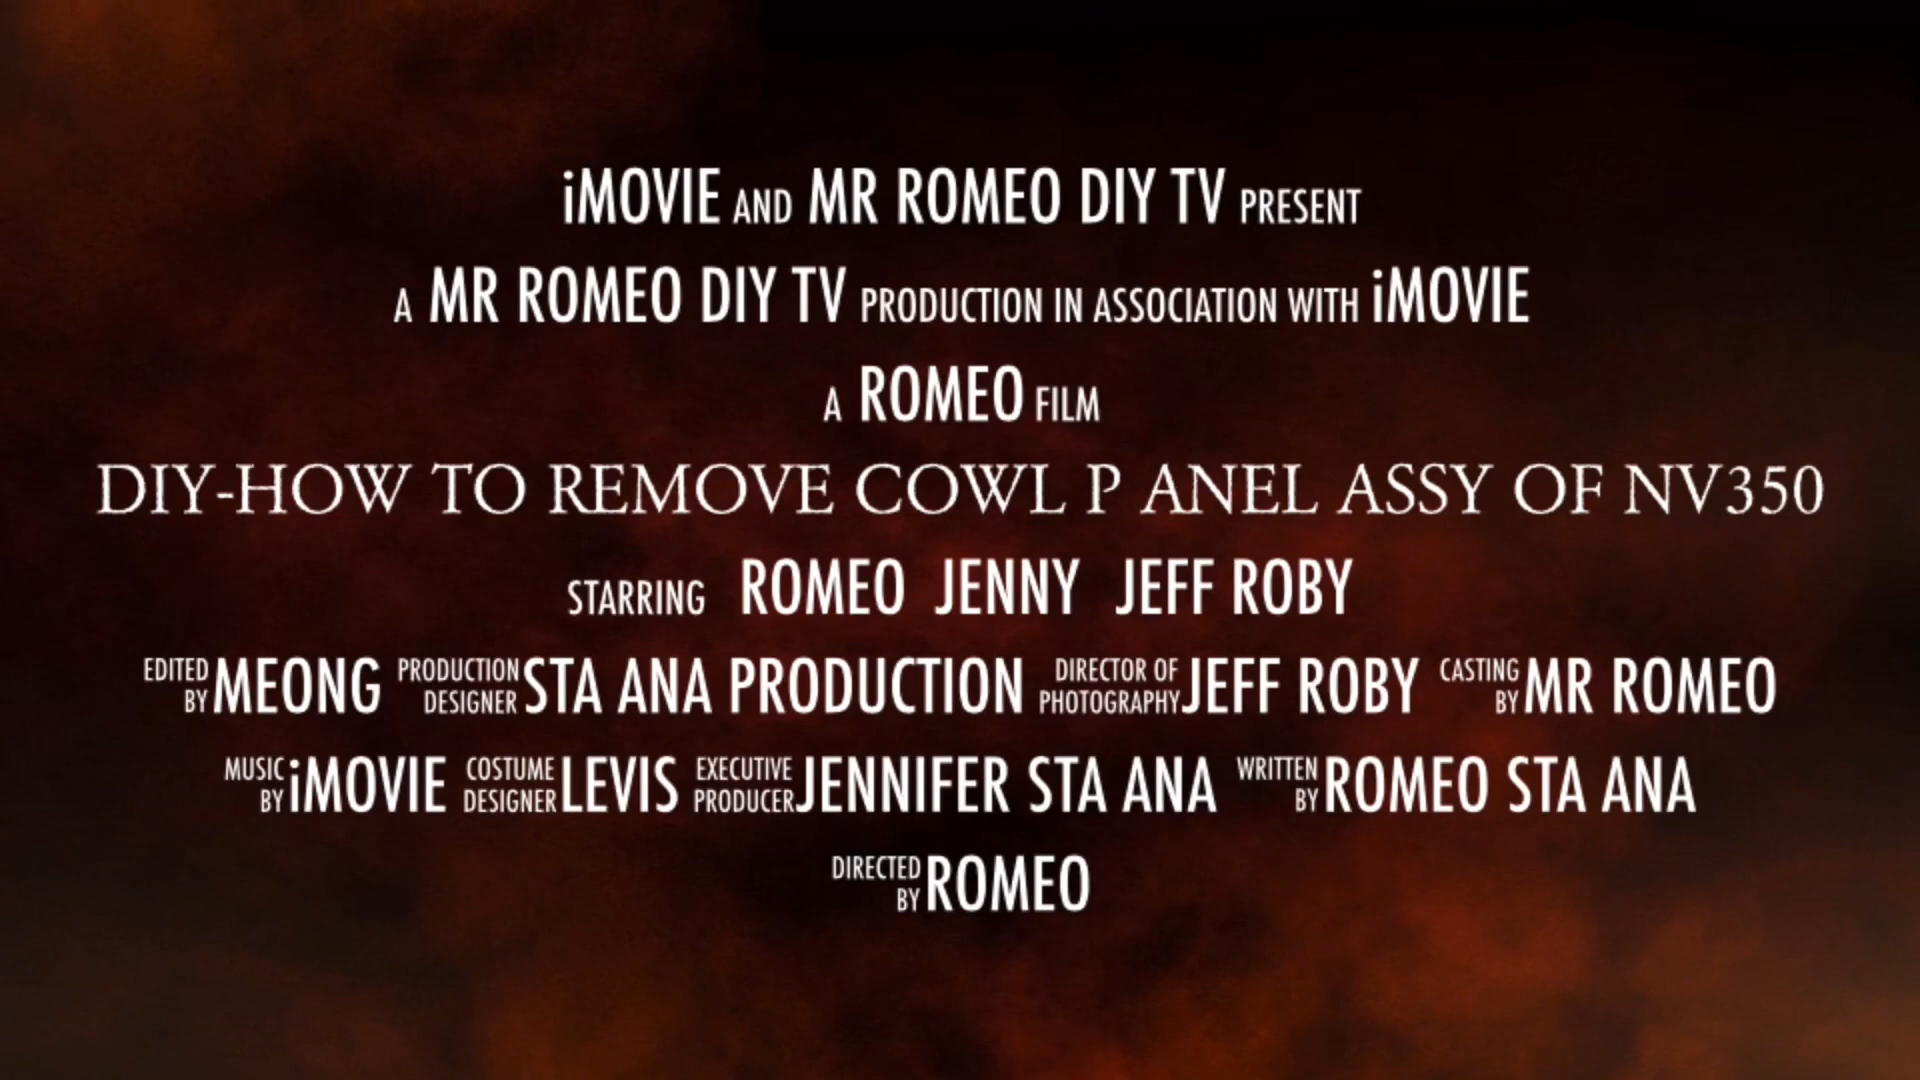 iMOVIE AND MR ROMEO DIY TV PRESENT
A MR ROMEO DIY TV PRODUCTION IN ASSOCIATION WITH iMOVIE
A ROMEO FILM
DIY-HOW TO REMOVE COWL P ANEL ASSY OF NV350
STARRING ROMEO JENNY JEFF ROBY
EDITED BY MEONG PRODUCTION DESIGNER STA ANA PRODUCTION DIRECTOR OF PHOTOGRAPHY JEFF ROBY CASTING BY MR ROMEO
MUSIC BY iMOVIE COSTUME DESIGNER LEVIS EXECUTIVE PRODUCER JENNIFER STA ANA WRITTEN BY ROMEO STA ANA
DIRECTED BY ROMEO